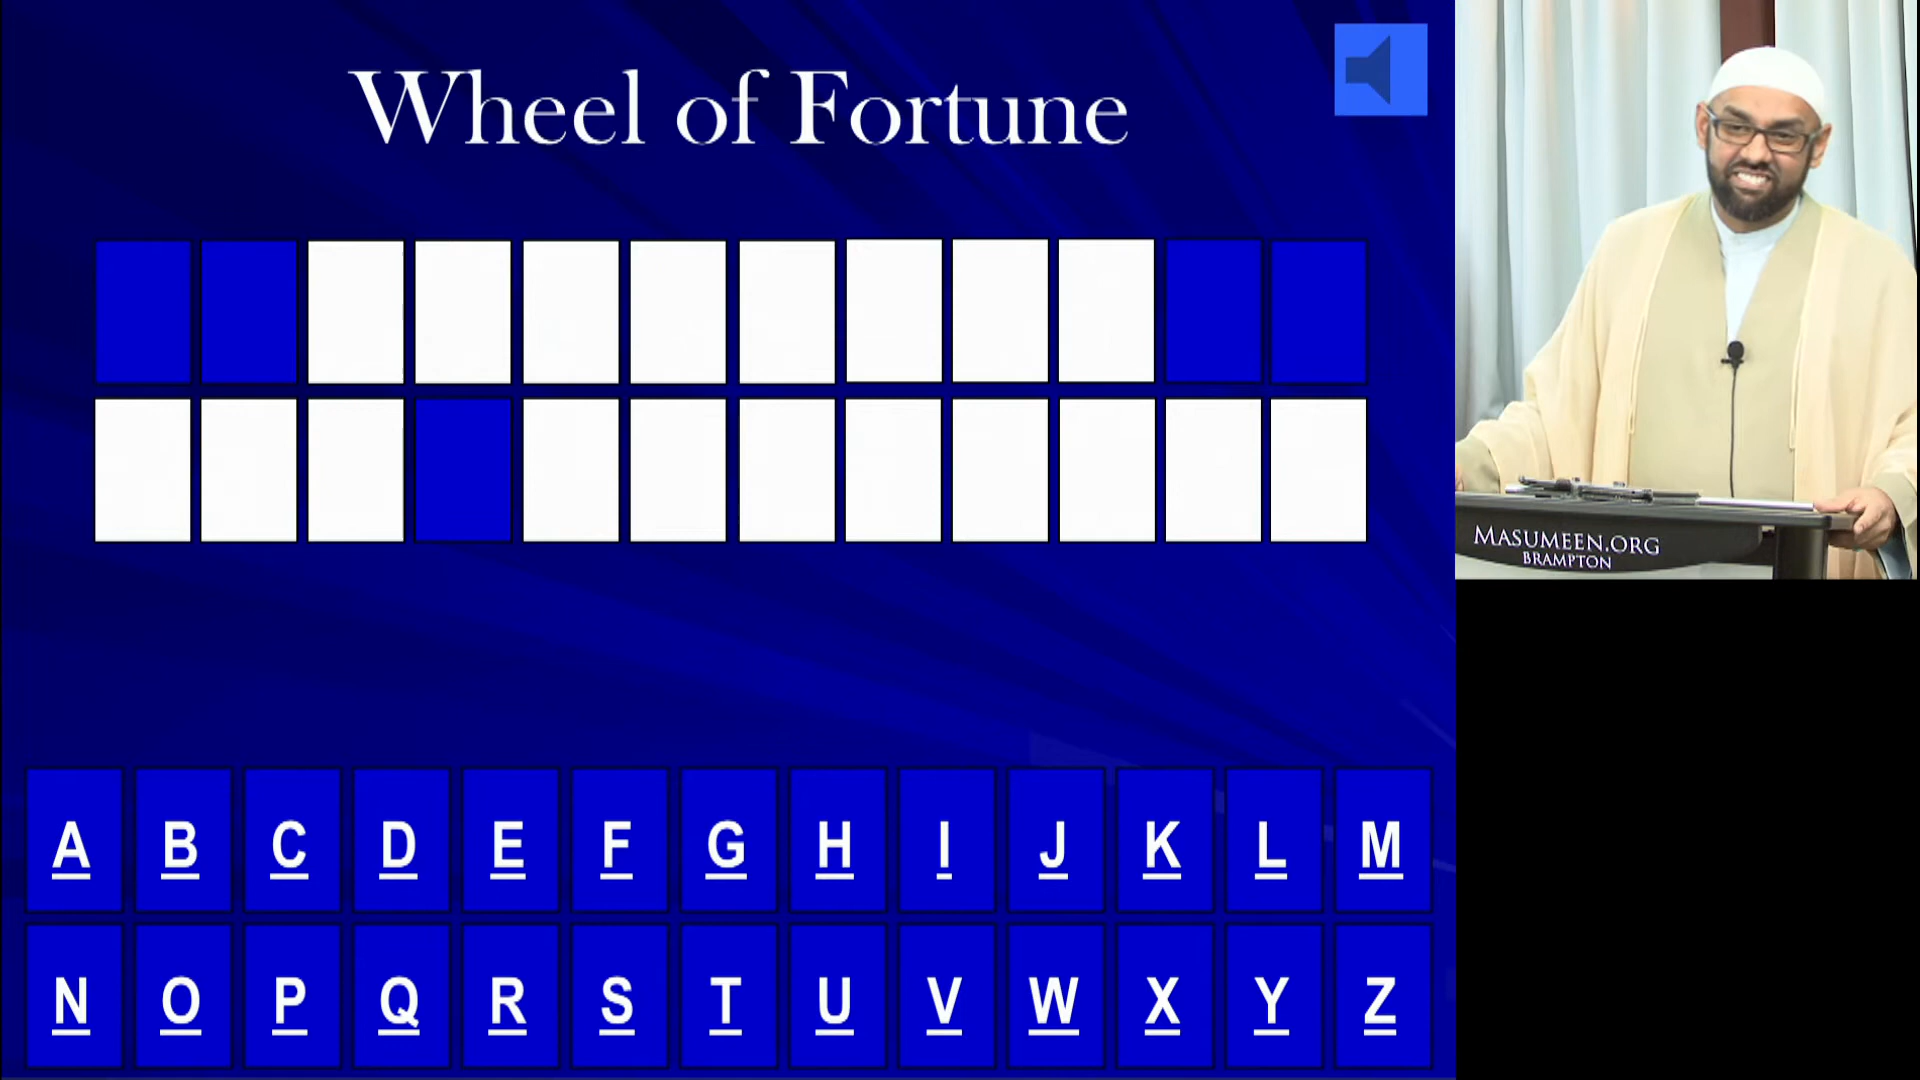 Wheel of Fortune
MASUMEEN.ORG
BRAMPTON
A B C D E F G H I J K L M
N O P Q R S T U V W X Y Z